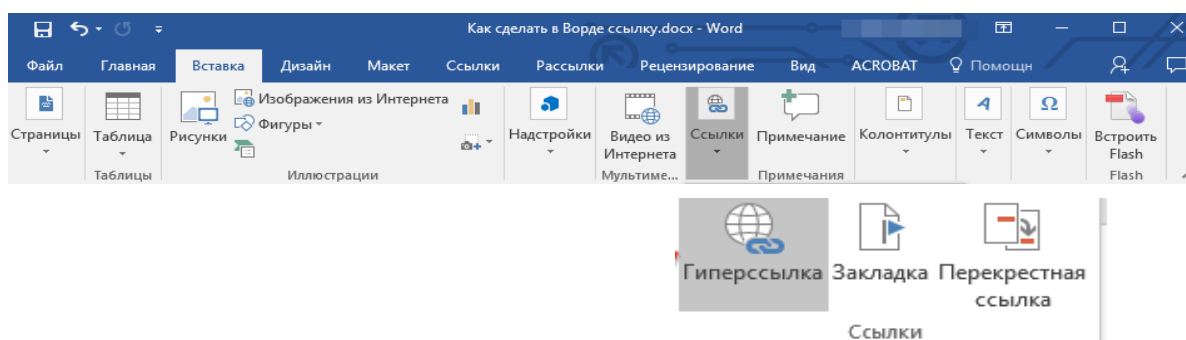 Как сделать в Ворде ссылку.docx - Word
Файл Главная Вставка Дизайн Макет Ссылки Рассылки Рецензирование Вид ACROBAT Помощн
Изображения из Интернета
Фигуры
Страницы Таблица Рисунки Надстройки Видео из Интернета Ссылки Примечание Колонтитулы Текст Символы Встроить Flash
Таблицы Иллюстрации Мультиме... Примечания Flash
Гиперссылка Закладка Перекрестная
ссылка
Ссылки